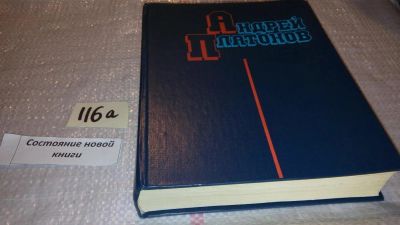 Андрей
Платонов
116а
Состояние новой
книги